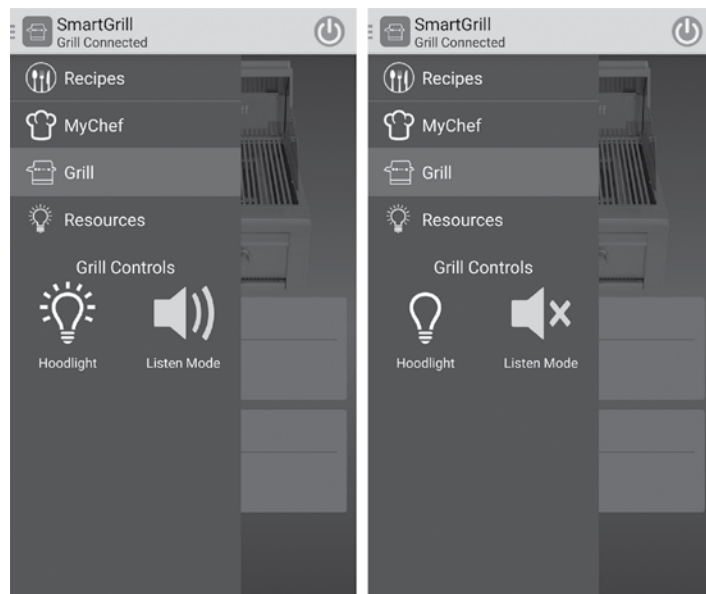 SmartGrill
Grill Connected
Recipes
MyChef
Grill
Resources
Grill Controls
Hoodlight Listen Mode
SmartGrill
Grill Connected
Recipes
MyChef
Grill
Resources
Grill Controls
Hoodlight Listen Mode